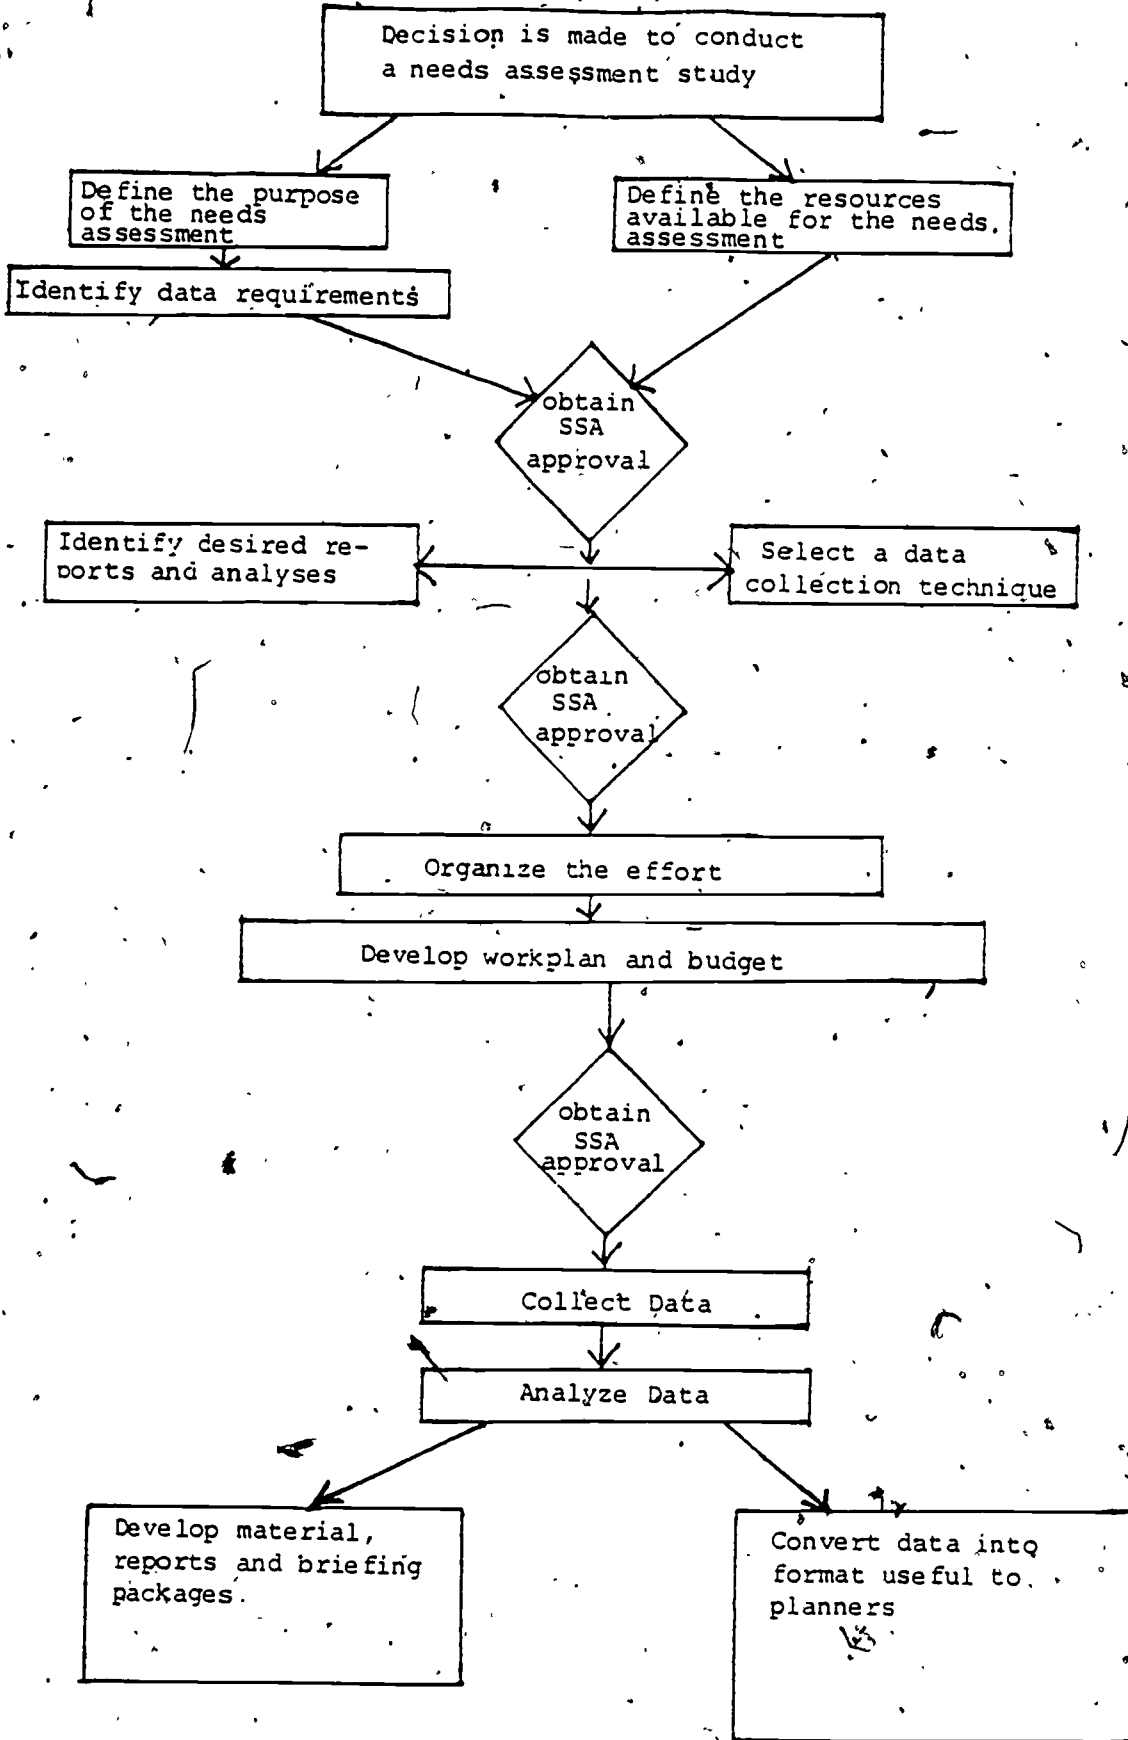 Decision is made to conduct
a needs assessment study
Define the purpose
of the needs
assessment
Define the resources
available for the needs.
assessment
Identify data requirements
obtain
SSA
approval
Identify desired re-
ports and analyses
Select a data
collection technique
obtain
SSA
approval
Organize the effort
Develop workplan and budget
obtain
SSA
approval
Collect Data
Analyze Data
Develop material,
reports and briefing
packages.
Convert data into
format useful to
planners